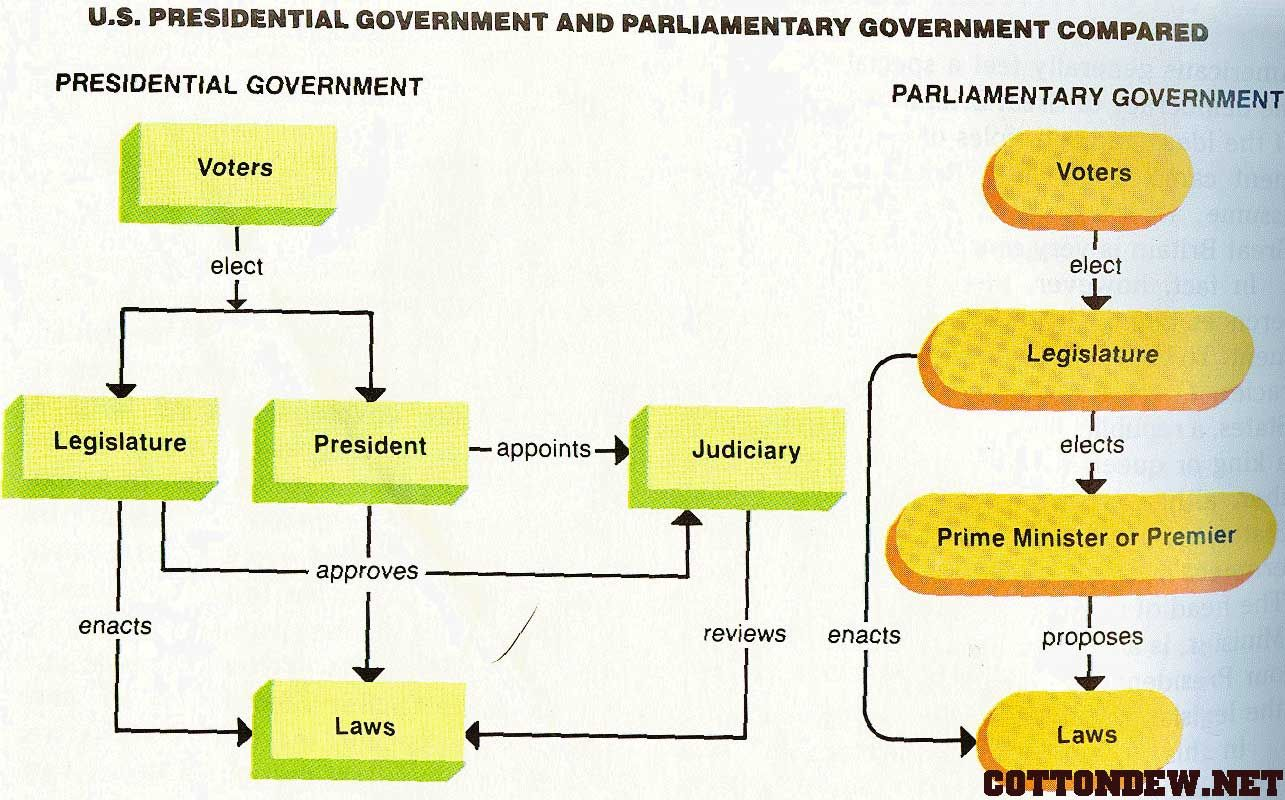 U.S. PRESIDENTIAL GOVERNMENT AND PARLIAMENTARY GOVERNMENT COMPARED
PRESIDENTIAL GOVERNMENT
Voters
elect
Legislature
President
appoints
Judiciary
approves
enacts
reviews
Laws
PARLIAMENTARY GOVERNMENT
Voters
elect
Legislature
elects
Prime Minister or Premier
enacts
proposes
Laws
COTTONDEW.NET